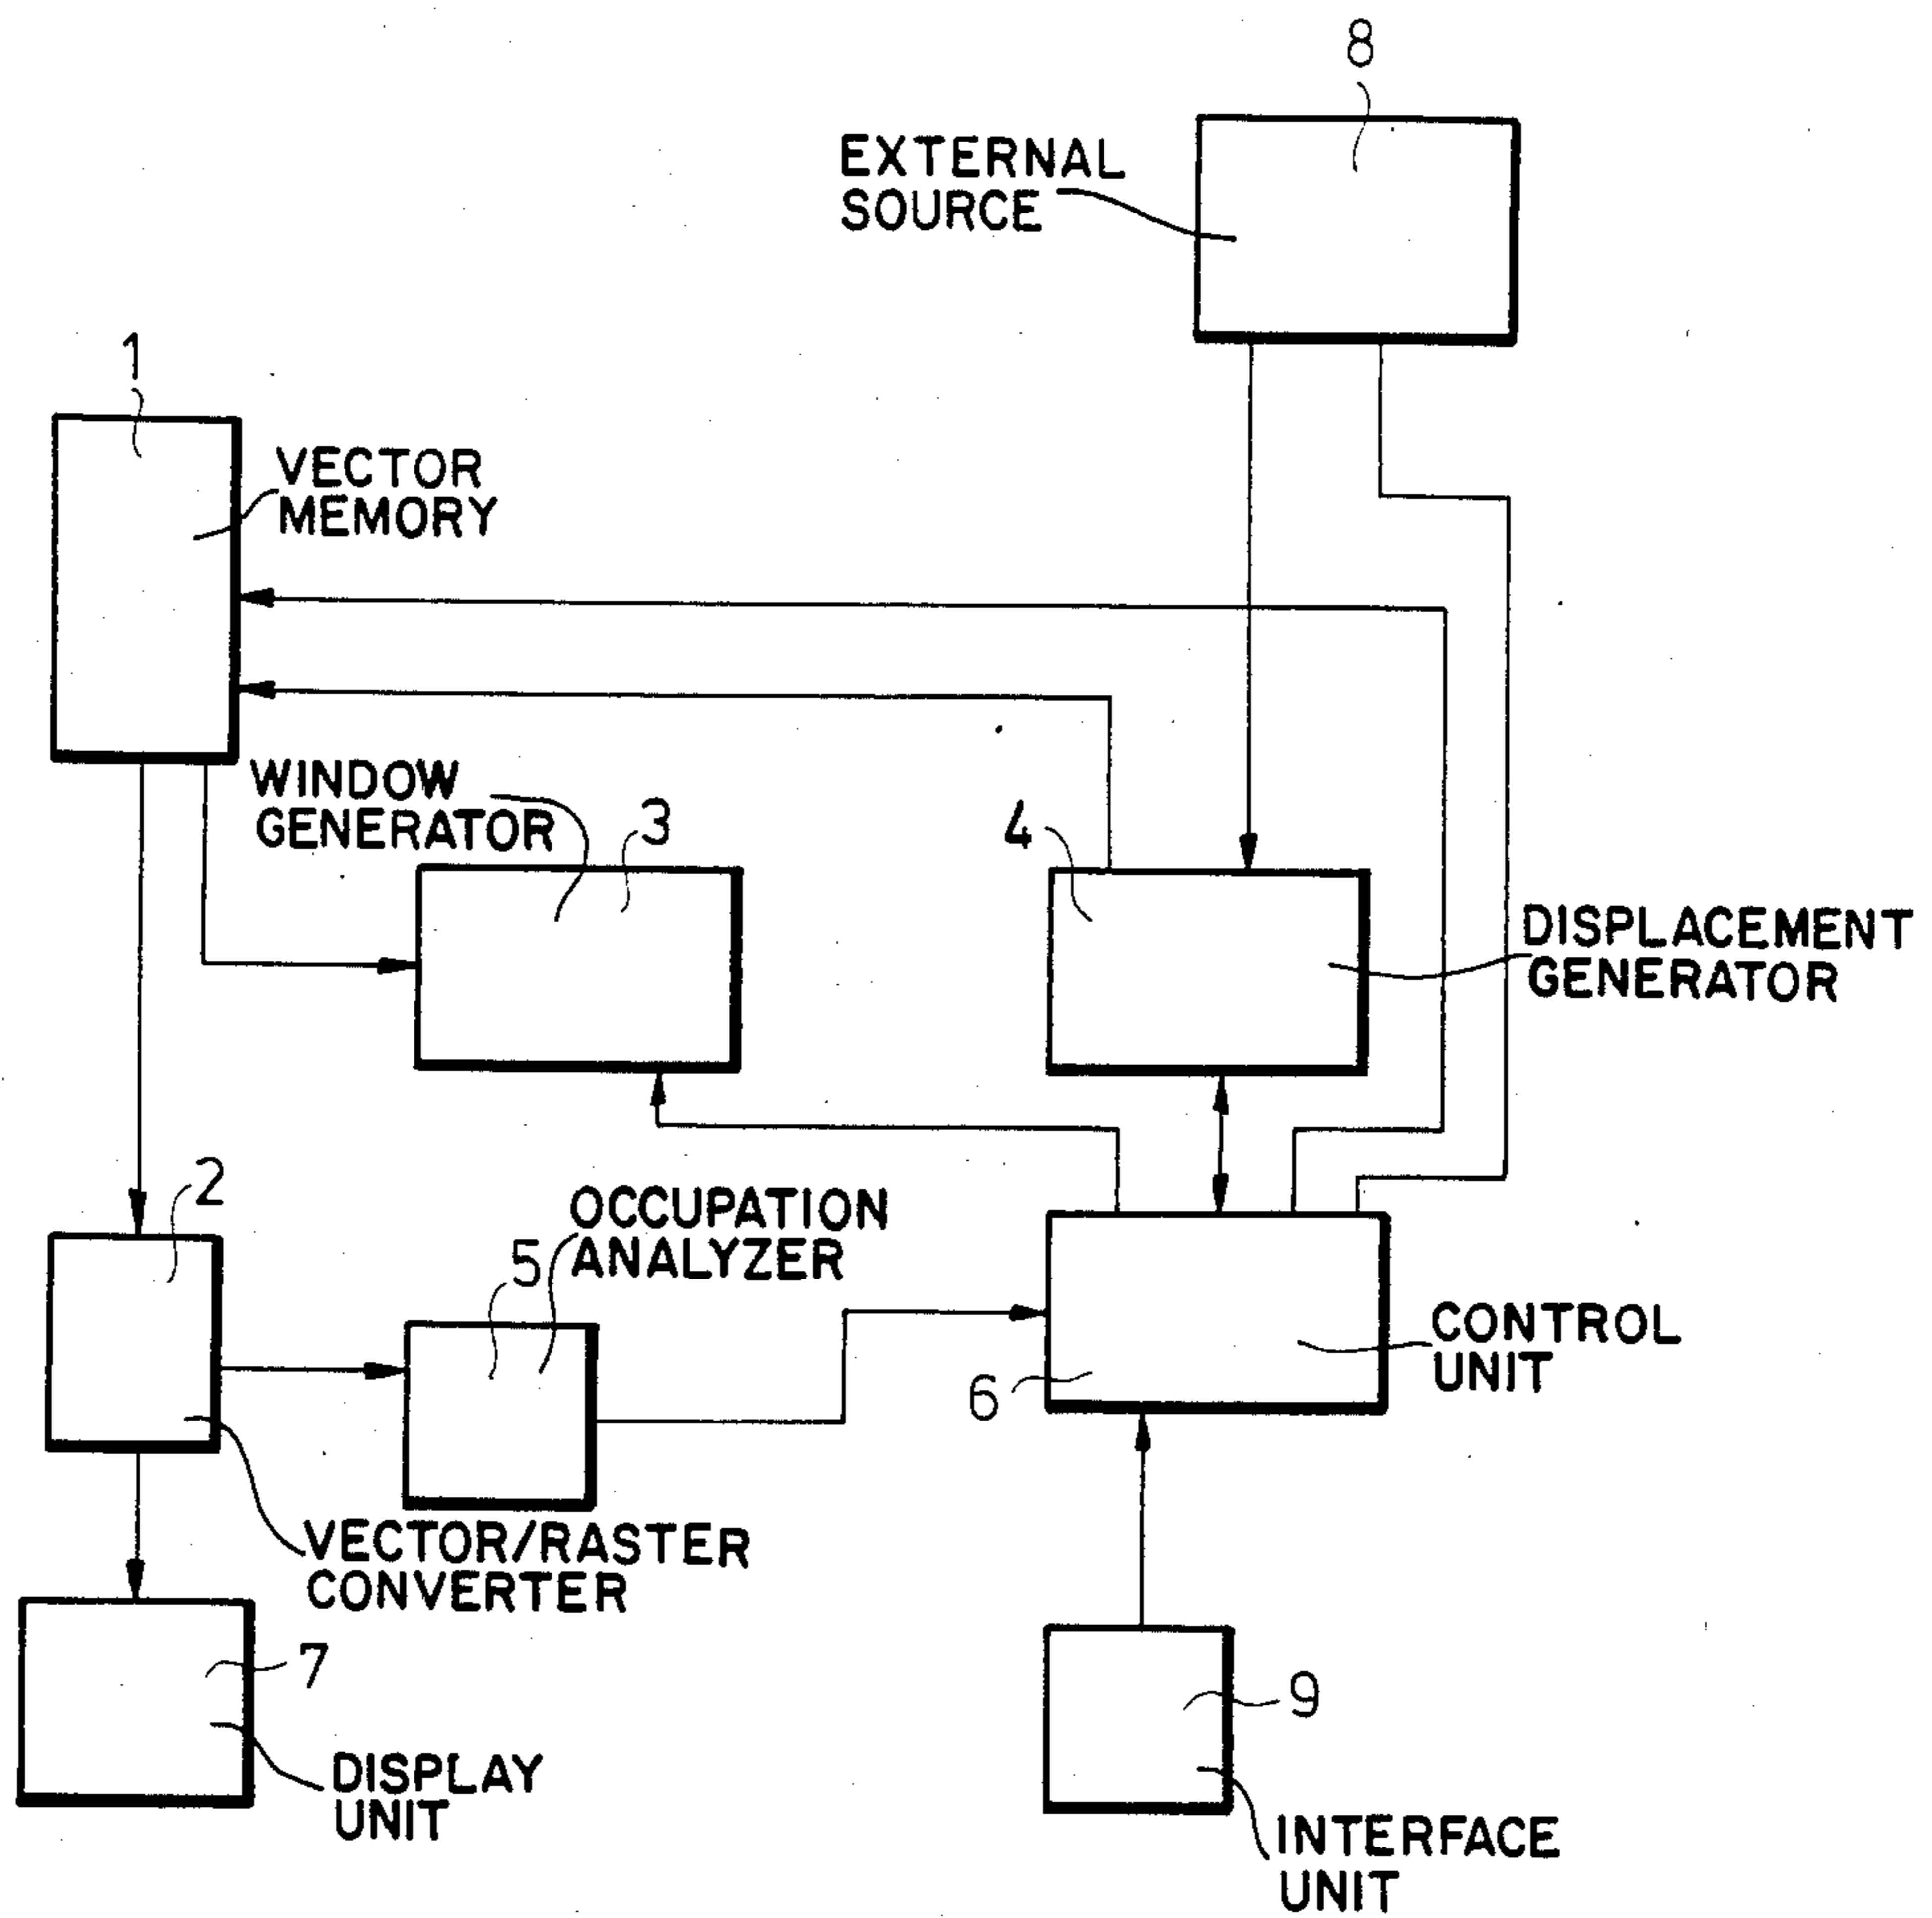 8
EXTERNAL
SOURCE
1
VECTOR
MEMORY
WINDOW
GENERATOR
3
4
DISPLACEMENT
GENERATOR
2
OCCUPATION
ANALYZER
5
CONTROL
UNIT
6
VECTOR/RASTER
CONVERTER
7
9
DISPLAY
UNIT
INTERFACE
UNIT